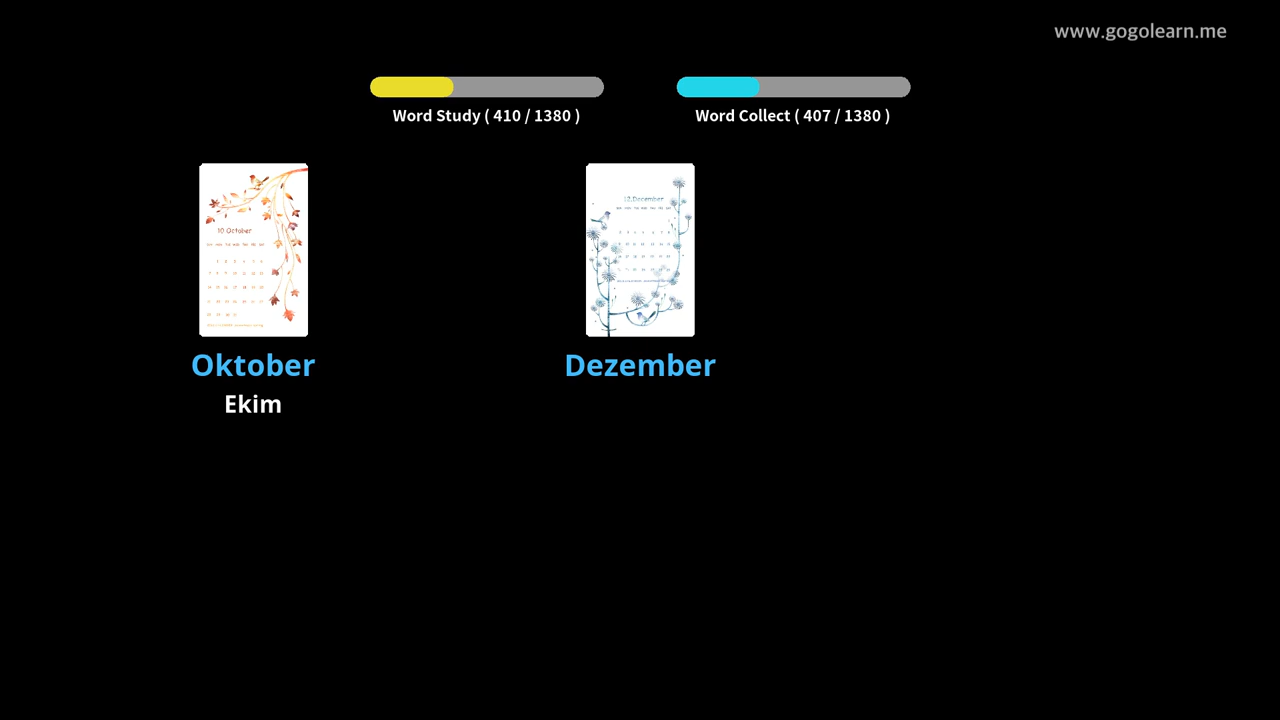 www.gogolearn.me
Word Study ( 410 / 1380 )
Word Collect ( 407 / 1380 )
10 October
12,December
Oktober
Dezember
Ekim